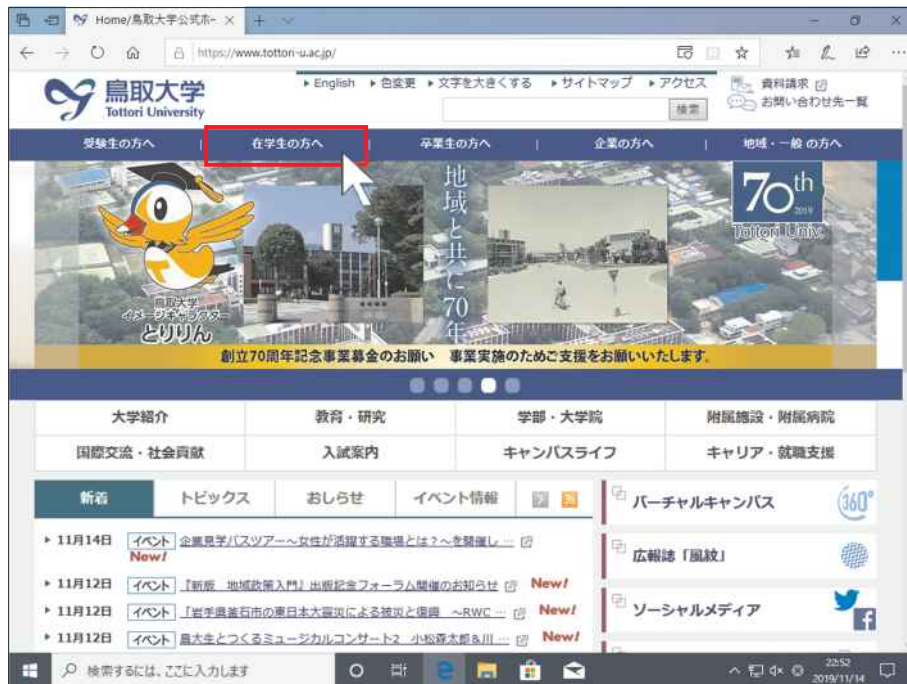 Home/鳥取大学公式ホー
https://www.tottori-u.ac.jp/
鳥取大学
Tottori University
English 色変更 文字を大きくする サイトマップ アクセス
検索
資料請求
お問い合わせ先一覧
受験生の方へ | 在学生の方へ | 卒業生の方へ | 企業の方へ | 地域・一般 の方へ
地域と共に70年
70th
2019
Tottori Univ.
鳥取大学
イメージキャラクター
とりりん
創立70周年記念事業募金のお願い 事業実施のためご支援をお願いいたします。
大学紹介 教育・研究 学部・大学院 附属施設・附属病院
国際交流・社会貢献 入試案内 キャンパスライフ キャリア・就職支援
新着 トピックス おしらせ イベント情報
11月14日 イベント 企業見学バスツアー～女性が活躍する職場とは？～を開催し …
New!
11月12日 イベント 『新版 地域政策入門』出版記念フォーラム開催のお知らせ New!
11月12日 イベント 「岩手県釜石市の東日本大震災による被災と復興 ～RWC … New!
11月12日 イベント 鳥大生とつくるミュージカルコンサート2 小松森太郎&川 … New!
バーチャルキャンパス 360°
広報誌「風紋」
ソーシャルメディア
検索するには、ここに入力します
22:52
2019/11/14